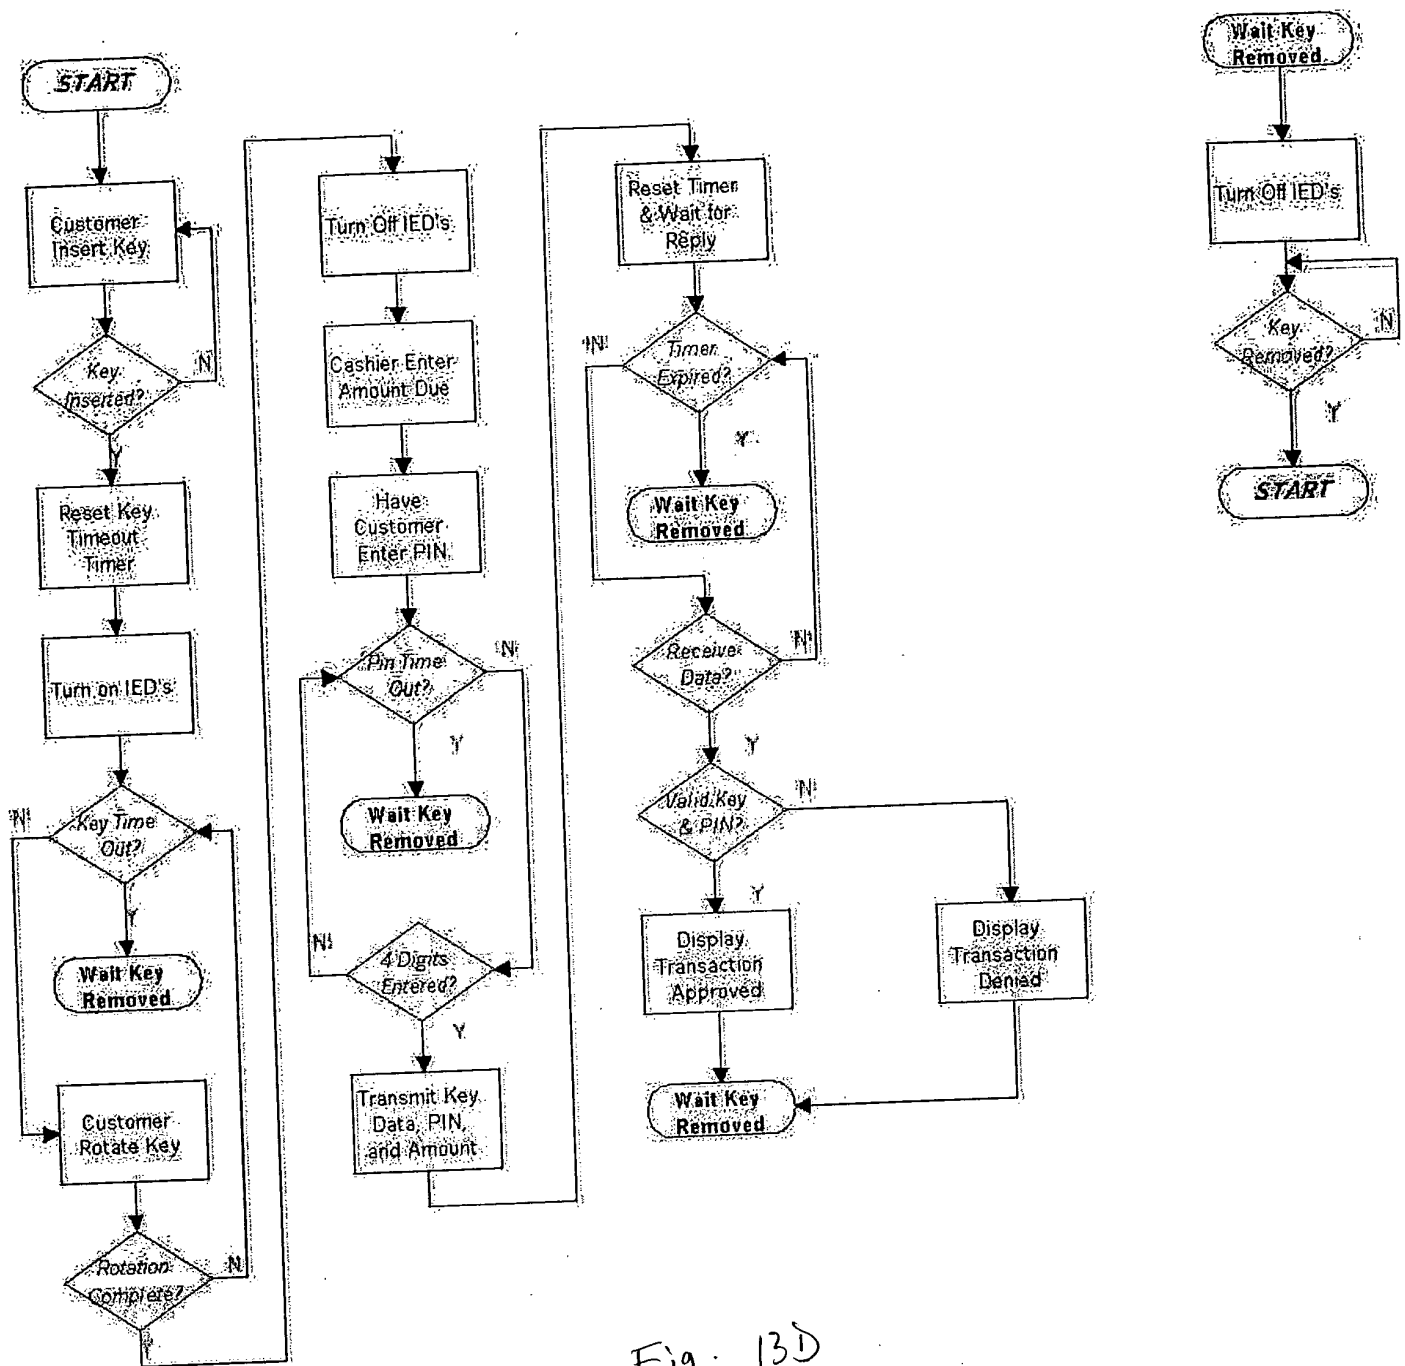 START
Customer
Insert Key
Key
Inserted?
N
Y
Reset Key
Timeout
Timer
Turn on IED's
Key Time
Out?
N
Y
Wait Key
Removed
Customer
Rotate Key
Rotation
Complete?
N
Y
Turn Off IED's
Cashier Enter
Amount Due
Have
Customer
Enter PIN
Pin Time
Out?
N
Y
Wait Key
Removed
4 Digits
Entered?
N
Y
Transmit Key
Data, PIN,
and Amount
Reset Timer
& Wait for
Reply
Timer
Expired?
N
Y
Wait Key
Removed
Receive
Data?
N
Y
Valid Key
& PIN?
N
Y
Display
Transaction
Approved
Display
Transaction
Denied
Wait Key
Removed
Wait Key
Removed
Turn Off IED's
Key
Removed?
N
Y
START
Fig. 13D